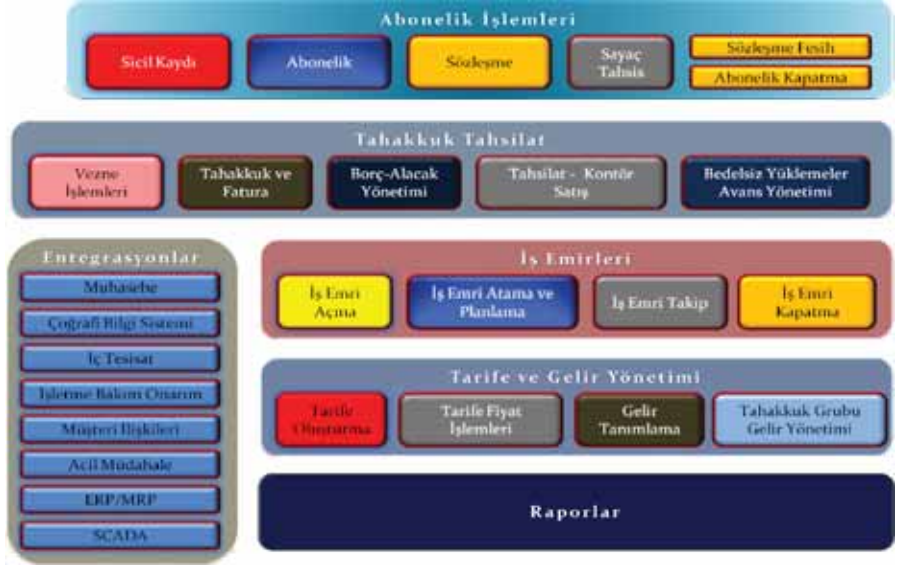 Abonelik İşlemleri
Sicil Kaydı
Abonelik
Sözleşme
Sayaç
Tahsis
Sözleşme Fesih
Abonelik Kapatma
Tahakkuk Tahsilat
Vezne
İşlemleri
Tahakkuk ve
Fatura
Borç-Alacak
Yönetimi
Tahsilat - Kontör
Satış
Bedelsiz Yüklemeler
Avans Yönetimi
Entegrasyonlar
Muhasebe
Coğrafi Bilgi Sistemi
İç Tesisat
İşletme Bakım Onarım
Müşteri İlişkileri
Acil Müdahale
ERP/MRP
SCADA
İş Emirleri
İş Emri
Açma
İş Emri Atama ve
Planlama
İş Emri Takip
İş Emri
Kapatma
Tarife ve Gelir Yönetimi
Tarife
Oluşturma
Tarife Fiyat
İşlemleri
Gelir
Tanımlama
Tahakkuk Grubu
Gelir Yönetimi
Raporlar